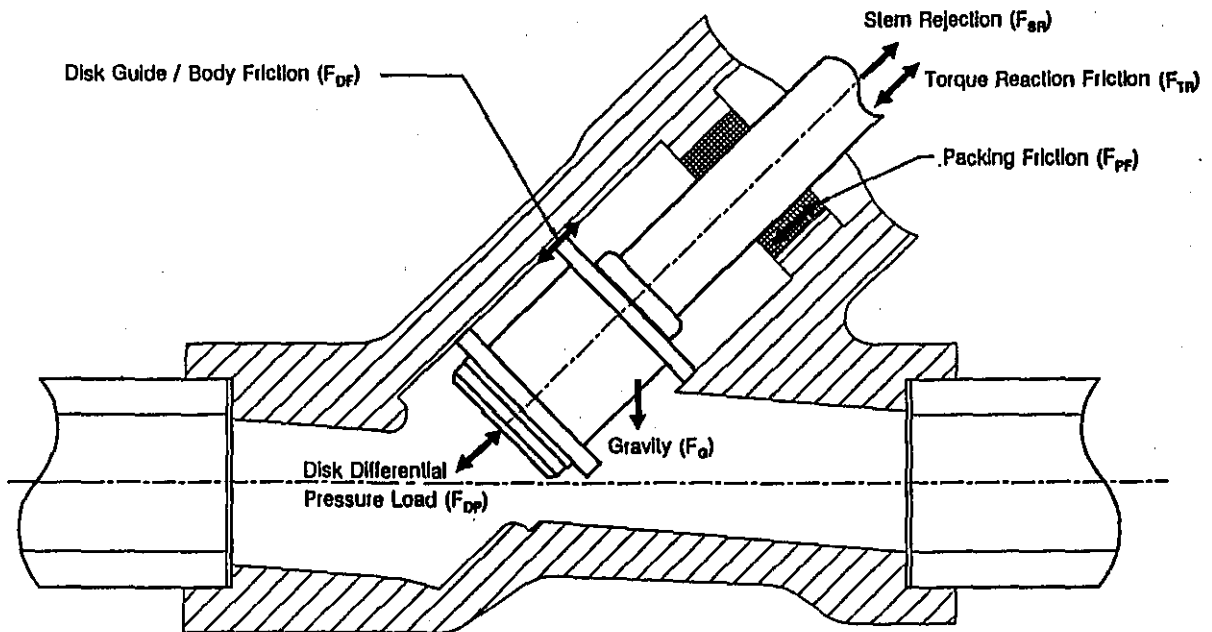 Stem Rejection (FSR)
Disk Guide / Body Friction (FDF)
Torque Reaction Friction (FTR)
.Packing Friction (FPF)
Gravity (FG)
Disk Differential
Pressure Load (FDP)